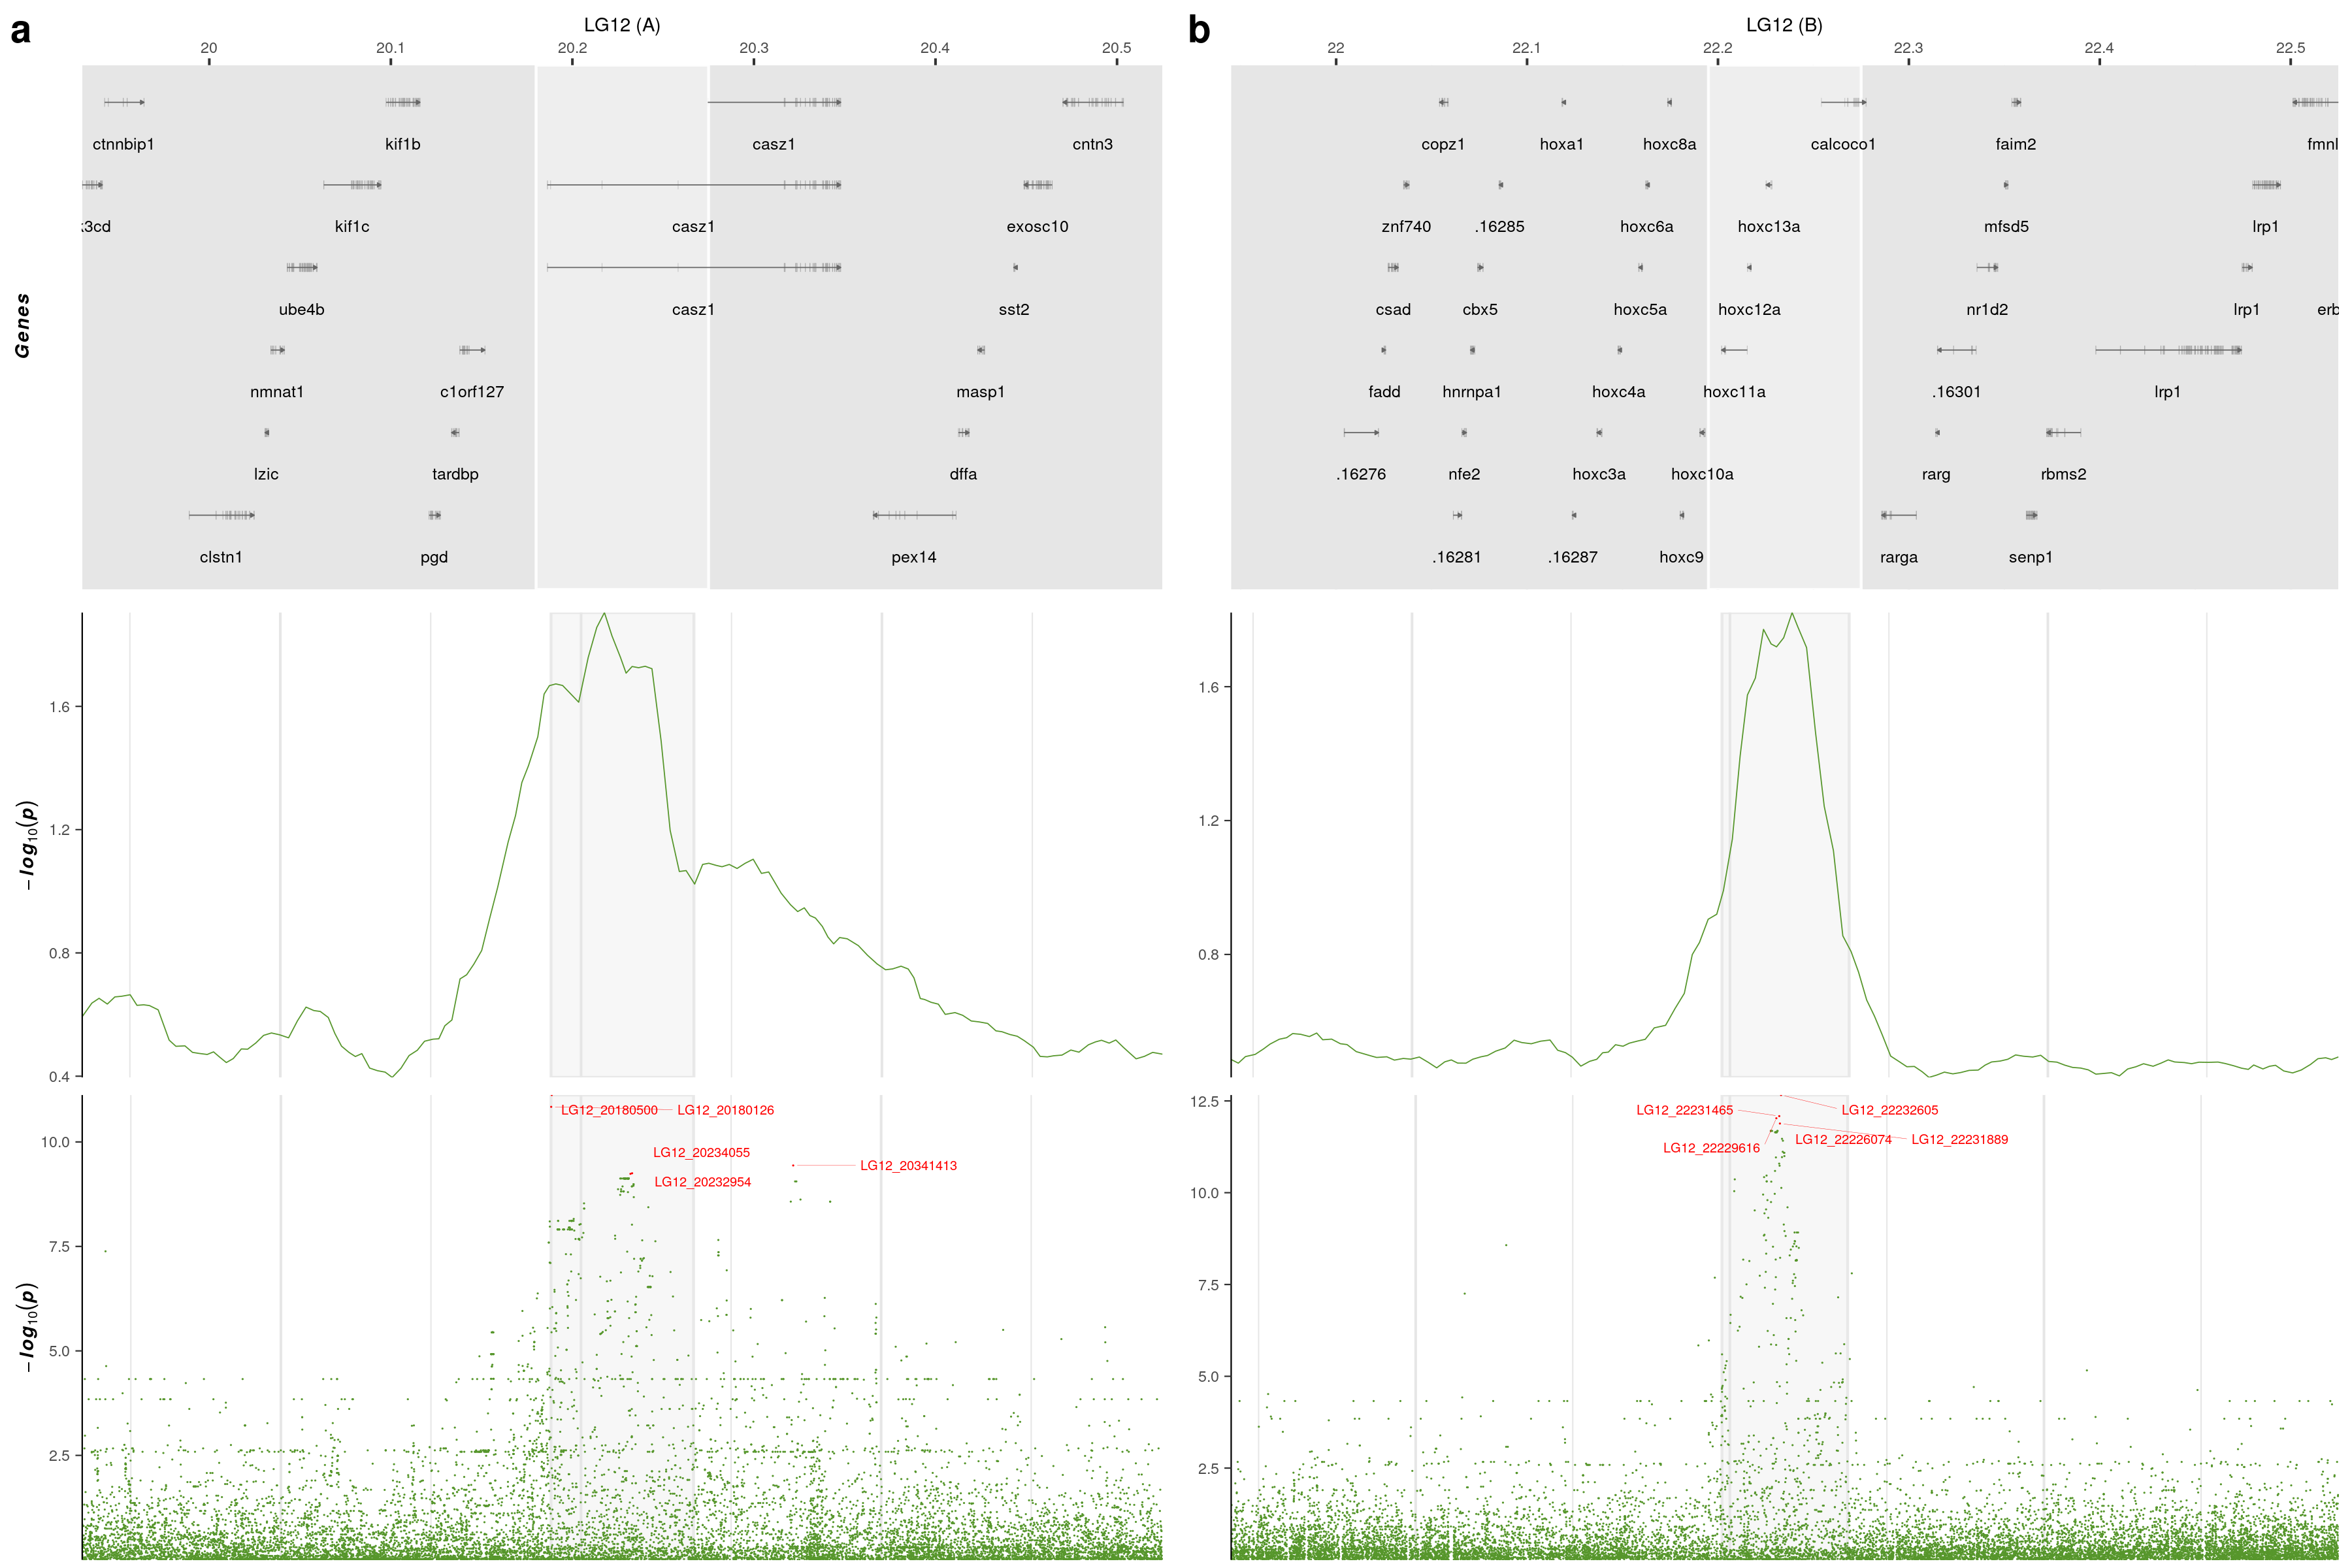 a
LG12 (A)
20 20.1 20.2 20.3 20.4 20.5
ctnnbip1 kif1b casz1 cntn3
3cd kif1c casz1 exosc10
ube4b casz1 sst2
nmnat1 c1orf127 masp1
lzic tardbp dffa
clstn1 pgd pex14
Genes
1.6
1.2
0.8
0.4
−log10(p)
10.0
7.5
5.0
2.5
−log10(p)
LG12_20180500 LG12_20180126
LG12_20234055
LG12_20341413
LG12_20232954
b
LG12 (B)
22 22.1 22.2 22.3 22.4 22.5
copz1 hoxa1 hoxc8a calcoco1 faim2 fmnl
znf740 .16285 hoxc6a hoxc13a mfsd5 lrp1
csad cbx5 hoxc5a hoxc12a nr1d2 lrp1 erb
fadd hnrnpa1 hoxc4a hoxc11a .16301 lrp1
.16276 nfe2 hoxc3a hoxc10a rarg rbms2
.16281 .16287 hoxc9 rarga senp1
1.6
1.2
0.8
12.5
10.0
7.5
5.0
2.5
LG12_22231465 LG12_22232605
LG12_22229616 LG12_22226074 LG12_22231889